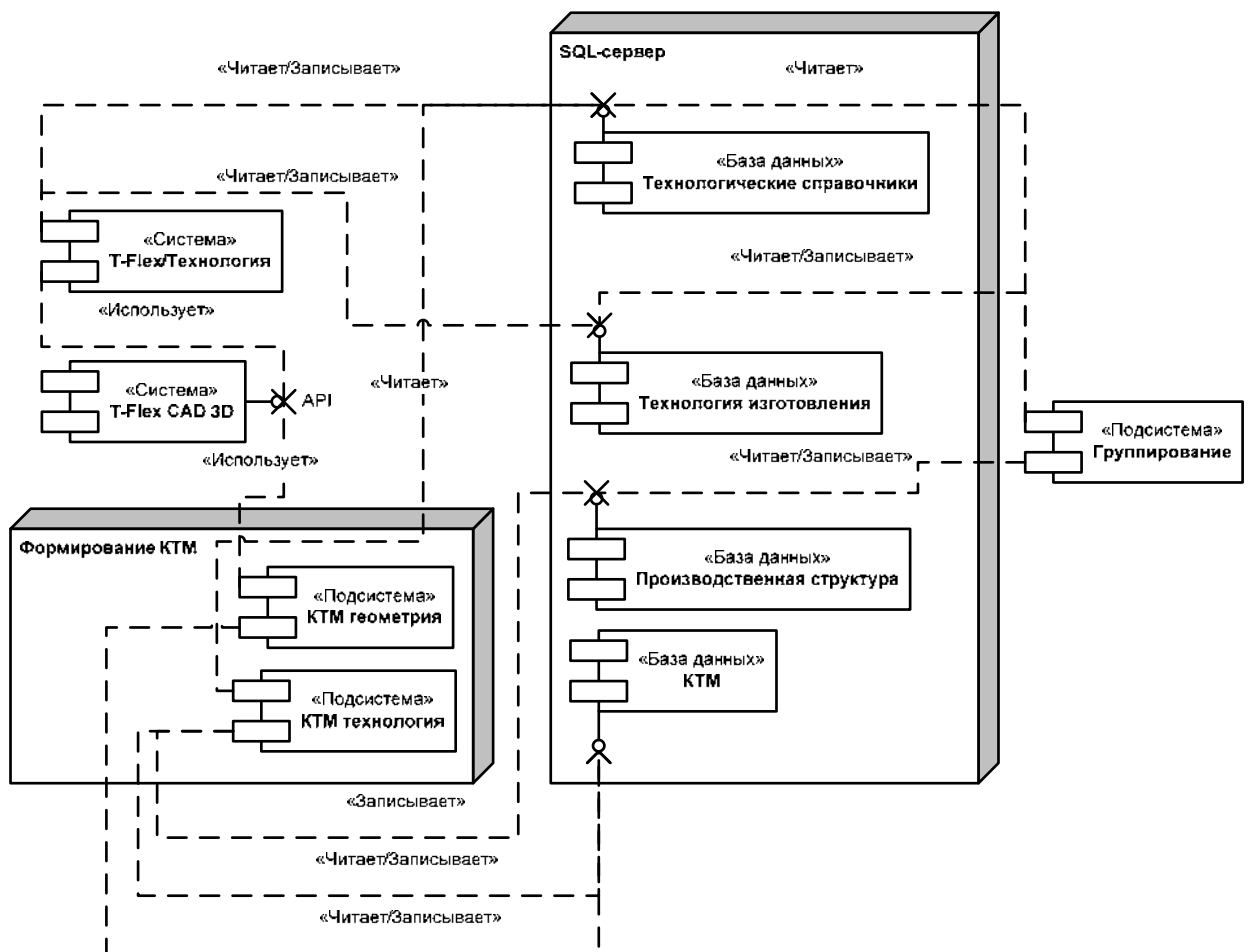 SQL-сервер
«Читает/Записывает»
«Читает»
«База данных»
Технологические справочники
«Читает/Записывает»
«Система»
T-Flex/Технология
«Читает/Записывает»
«Использует»
«База данных»
Технология изготовления
«Читает»
«Система»
T-Flex CAD 3D
API
«Подсистема»
Группирование
«Использует»
«Читает/Записывает»
Формирование КТМ
«База данных»
Производственная структура
«Подсистема»
КТМ геометрия
«База данных»
КТМ
«Подсистема»
КТМ технология
«Записывает»
«Читает/Записывает»
«Читает/Записывает»